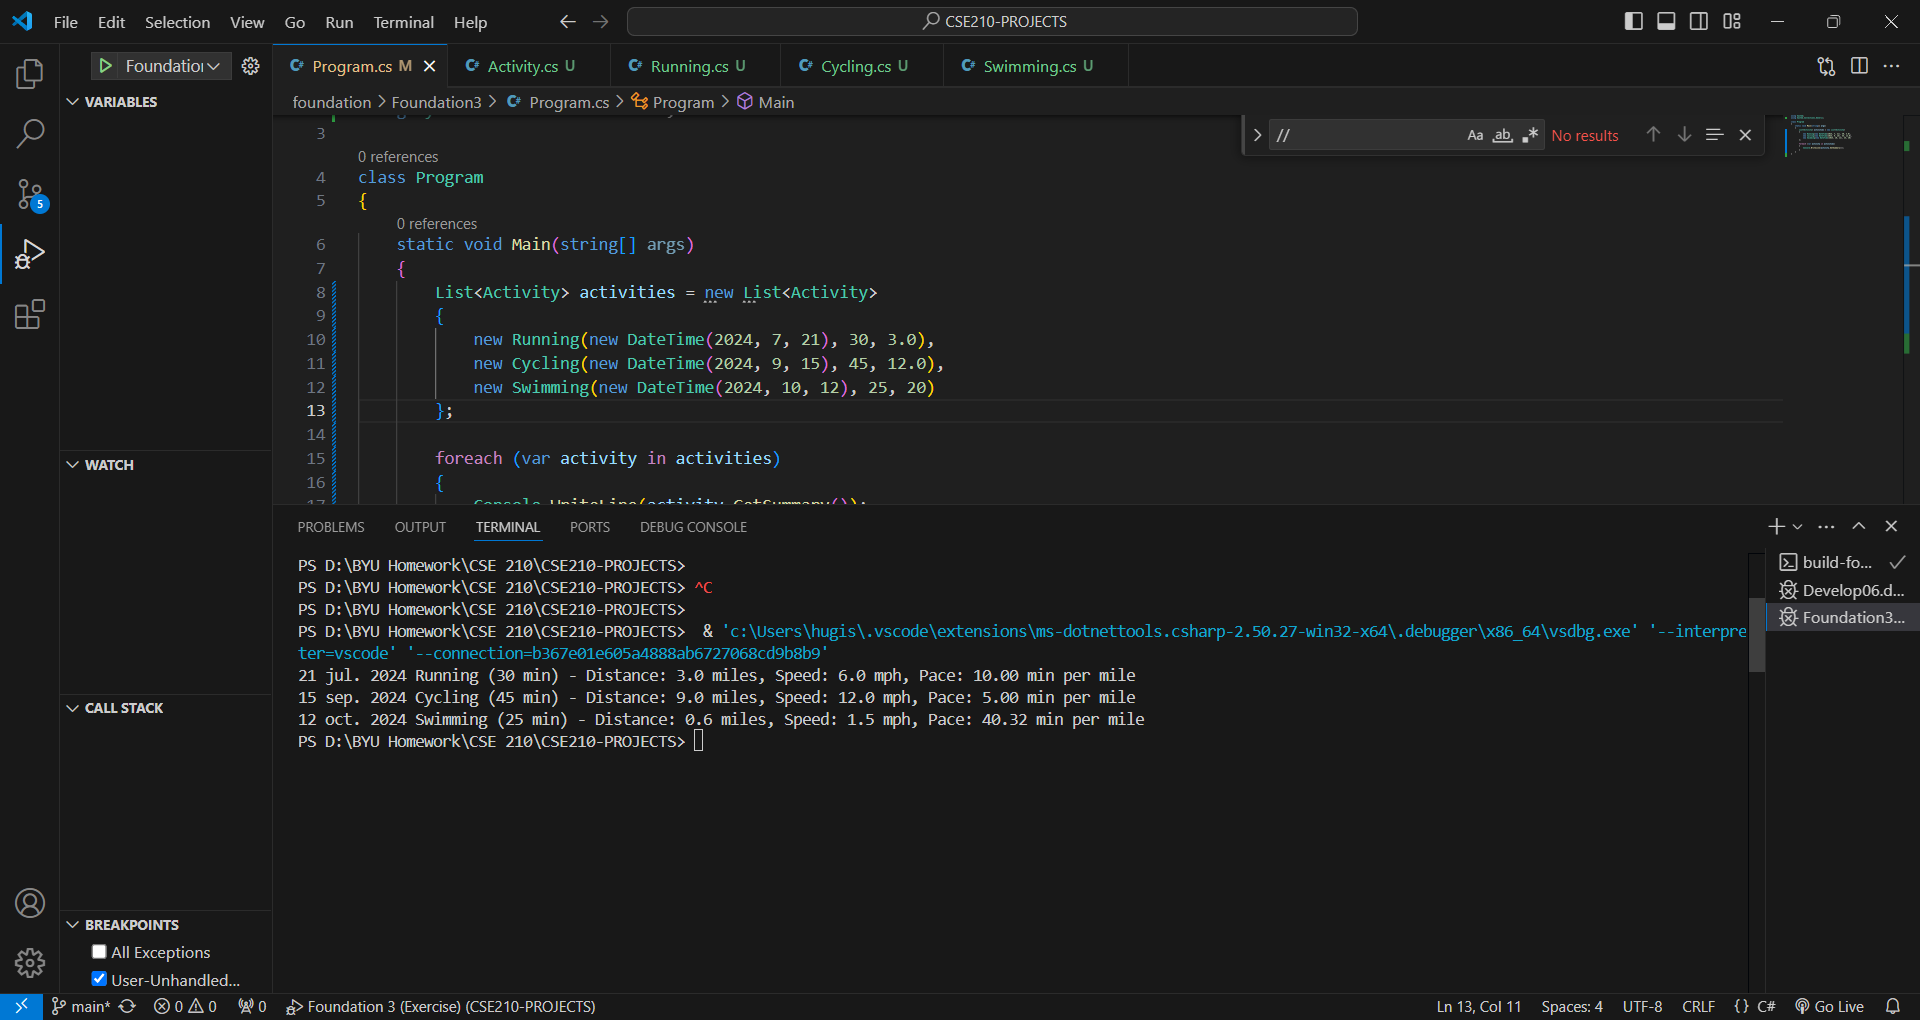 File Edit Selection View Go Run Terminal Help
CSE210-PROJECTS
Foundation
Program.cs M
Activity.cs U
Running.cs U
Cycling.cs U
Swimming.cs U
VARIABLES
foundation > Foundation3 > Program.cs > Program > Main
// Aa ab .* No results
3
0 references
4 class Program
5 {
0 references
6 static void Main(string[] args)
7 {
8 List<Activity> activities = new List<Activity>
9 {
10 new Running(new DateTime(2024, 7, 21), 30, 3.0),
11 new Cycling(new DateTime(2024, 9, 15), 45, 12.0),
12 new Swimming(new DateTime(2024, 10, 12), 25, 20)
13 };
14
15 foreach (var activity in activities)
16 {
17 Console.WriteLine(activity.GetSummary());
WATCH
CALL STACK
BREAKPOINTS
All Exceptions
User-Unhandled...
PROBLEMS OUTPUT TERMINAL PORTS DEBUG CONSOLE
PS D:\BYU Homework\CSE 210\CSE210-PROJECTS>
PS D:\BYU Homework\CSE 210\CSE210-PROJECTS> ^C
PS D:\BYU Homework\CSE 210\CSE210-PROJECTS>
PS D:\BYU Homework\CSE 210\CSE210-PROJECTS> & 'c:\Users\hugis\.vscode\extensions\ms-dotnettools.csharp-2.50.27-win32-x64\.debugger\x86_64\vsdbg.exe' '--interpre
ter=vscode' '--connection=b367e01e605a4888ab6727068cd9b8b9'
21 jul. 2024 Running (30 min) - Distance: 3.0 miles, Speed: 6.0 mph, Pace: 10.00 min per mile
15 sep. 2024 Cycling (45 min) - Distance: 9.0 miles, Speed: 12.0 mph, Pace: 5.00 min per mile
12 oct. 2024 Swimming (25 min) - Distance: 0.6 miles, Speed: 1.5 mph, Pace: 40.32 min per mile
PS D:\BYU Homework\CSE 210\CSE210-PROJECTS>
build-fo...
Develop06.d...
Foundation3...
5
main* 0 0 0 Foundation 3 (Exercise) (CSE210-PROJECTS)
Ln 13, Col 11 Spaces: 4 UTF-8 CRLF {} C# Go Live